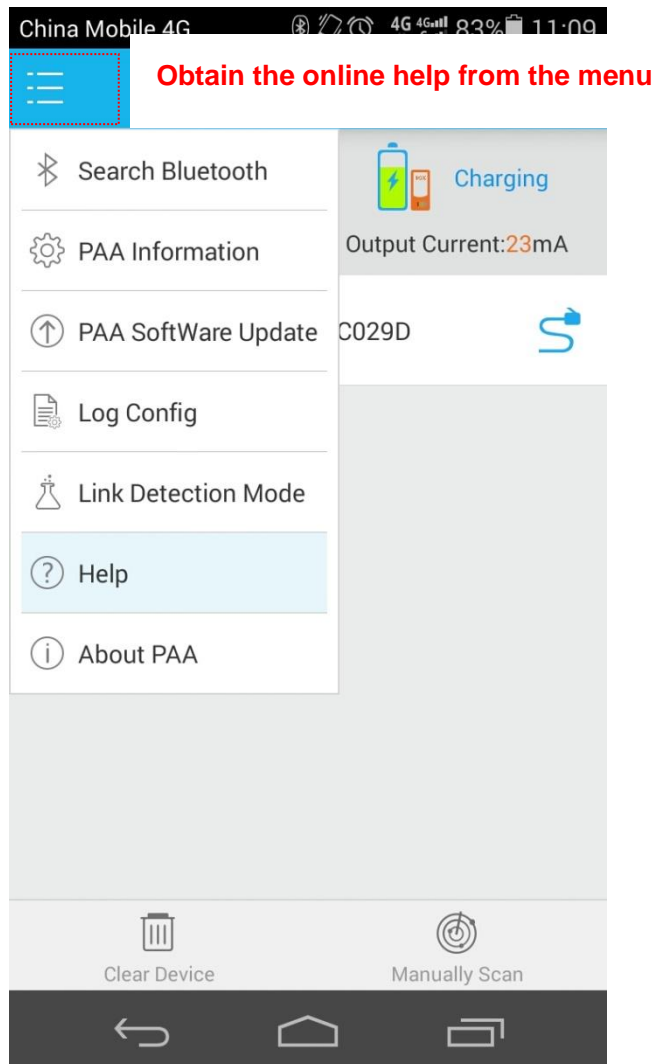 China Mobile 4G 4G 4G 83% 11:09
Obtain the online help from the menu
Search Bluetooth
Charging
PAA Information
Output Current:23mA
PAA SoftWare Update
C029D
Log Config
Link Detection Mode
Help
About PAA
Clear Device
Manually Scan